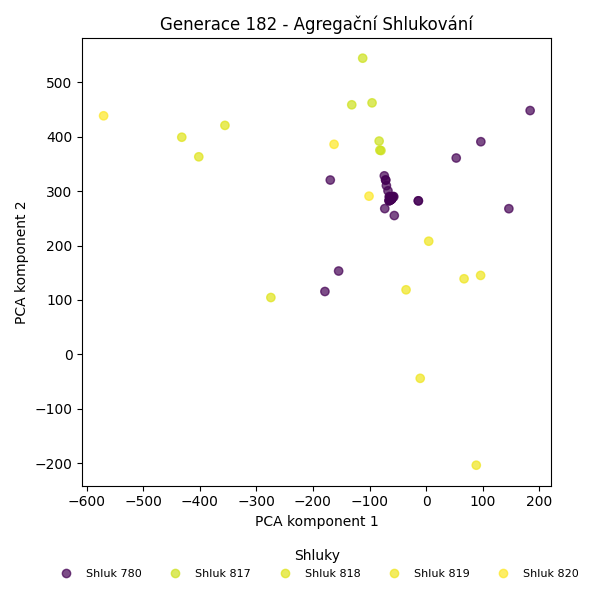 Generace 182 - Agregační Shlukování
PCA komponent 2
500
400
300
200
100
0
−100
−200
−600 −500 −400 −300 −200 −100 0 100 200
PCA komponent 1
Shluky
Shluk 780 Shluk 817 Shluk 818 Shluk 819 Shluk 820